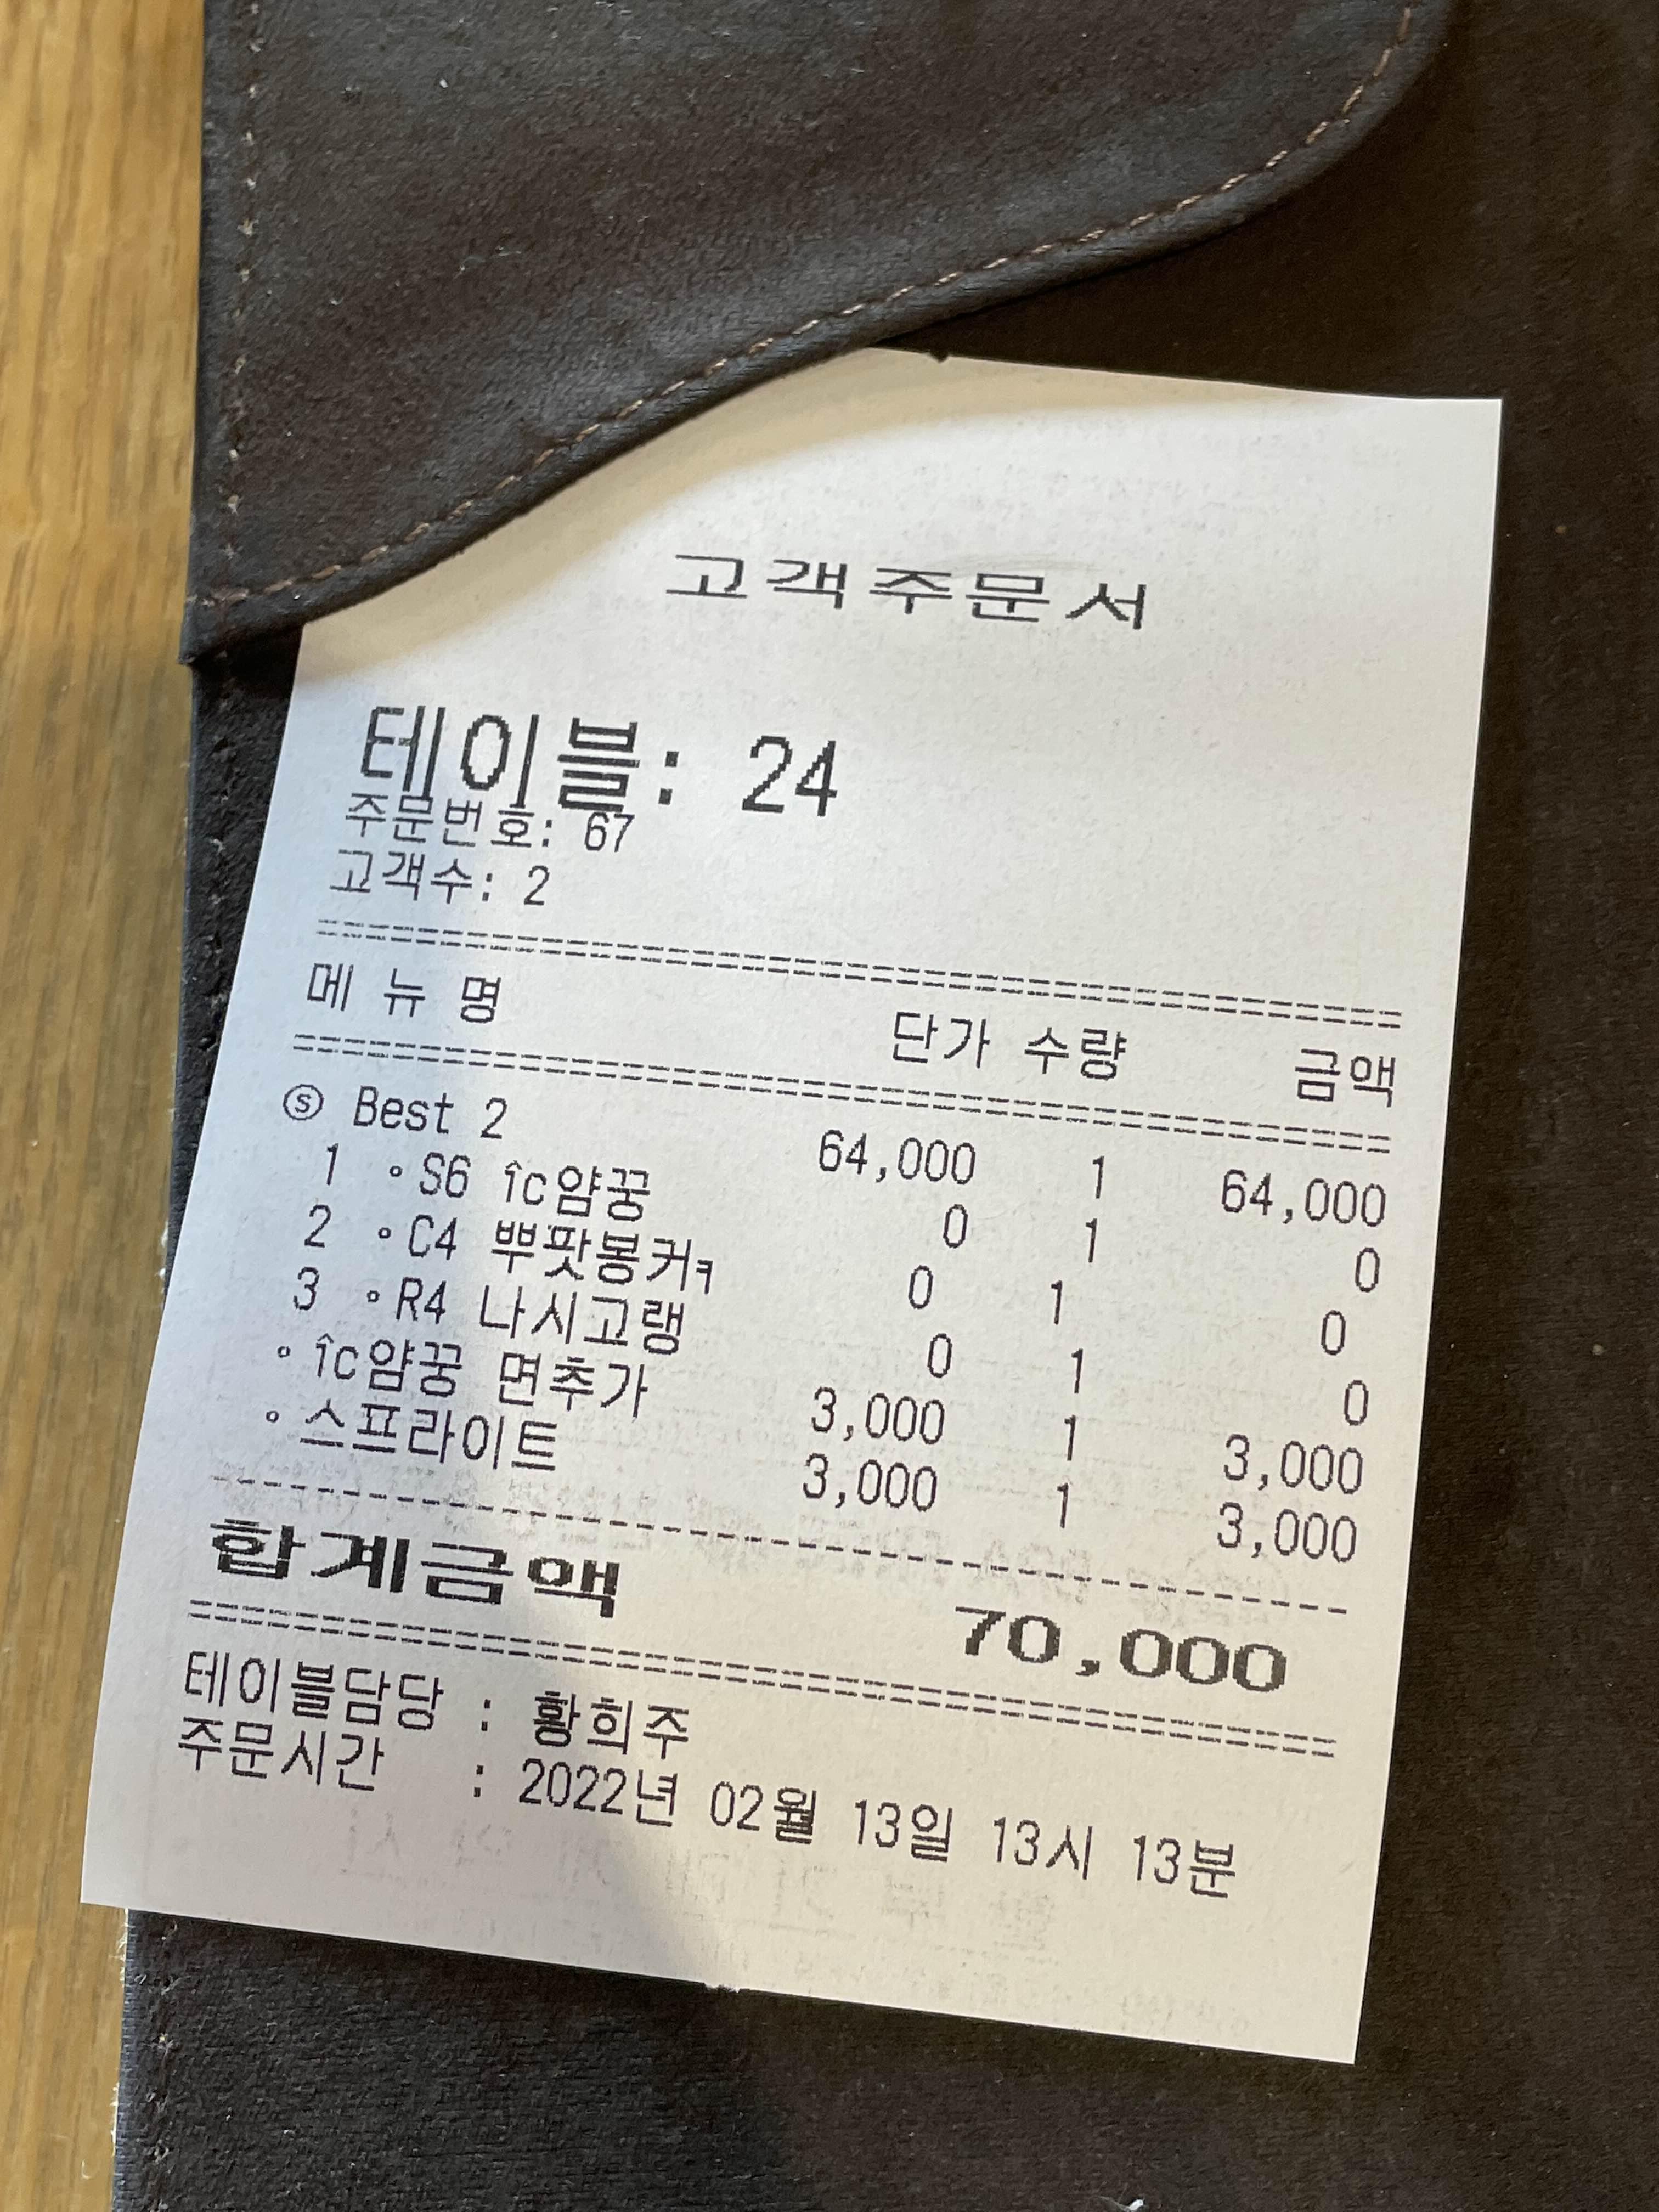 고객주문서
테이블: 24
주문번호: 67
고객수: 2
메 뉴 명 단가 수량 금액
ⓢ Best 2 64,000 1 64,000
1 ◦S6 îc얌꿍 0 1 0
2 ◦C4 뿌팟봉커ㅋ 0 1 0
3 ◦R4 나시고랭 0 1 0
◦ îc얌꿍 면추가 3,000 1 3,000
◦ 스프라이트 3,000 1 3,000
합계금액 70,000
테이블담당 : 황희주
주문시간 : 2022년 02월 13일 13시 13분